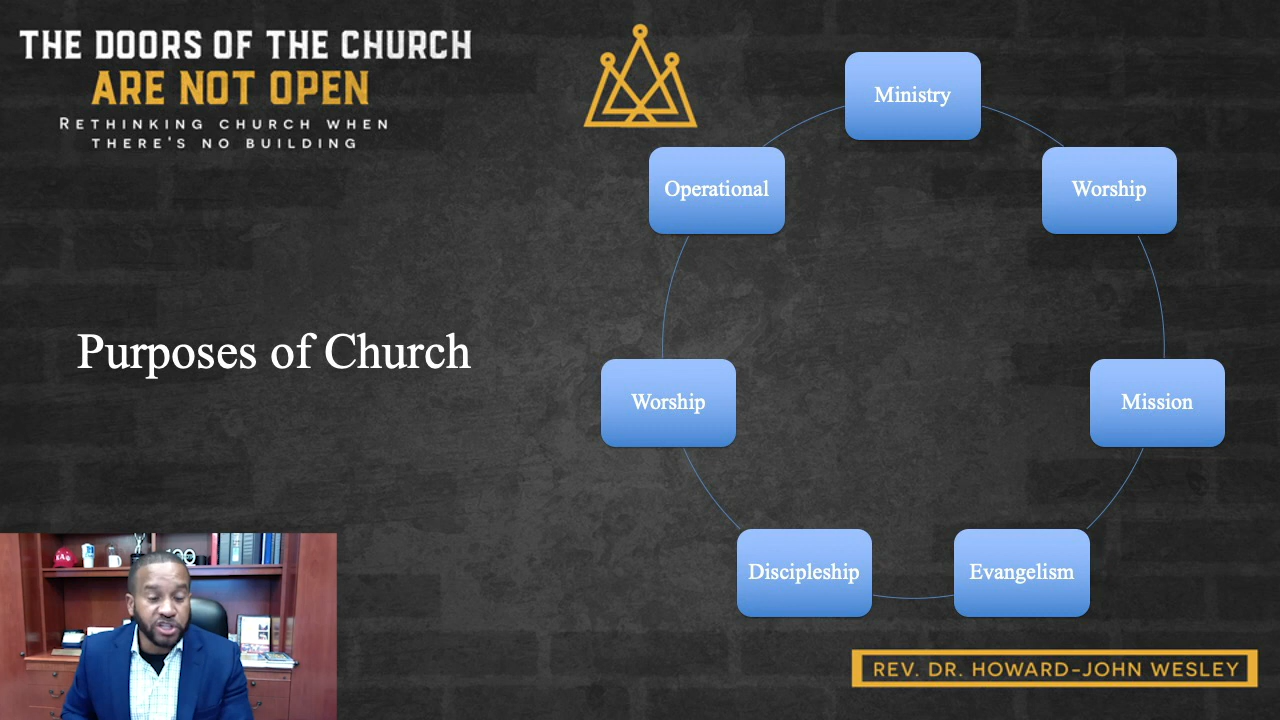 THE DOORS OF THE CHURCH
ARE NOT OPEN
RETHINKING CHURCH WHEN
THERE'S NO BUILDING
Purposes of Church
Ministry
Worship
Mission
Evangelism
Discipleship
Worship
Operational
100
REV. DR. HOWARD-JOHN WESLEY